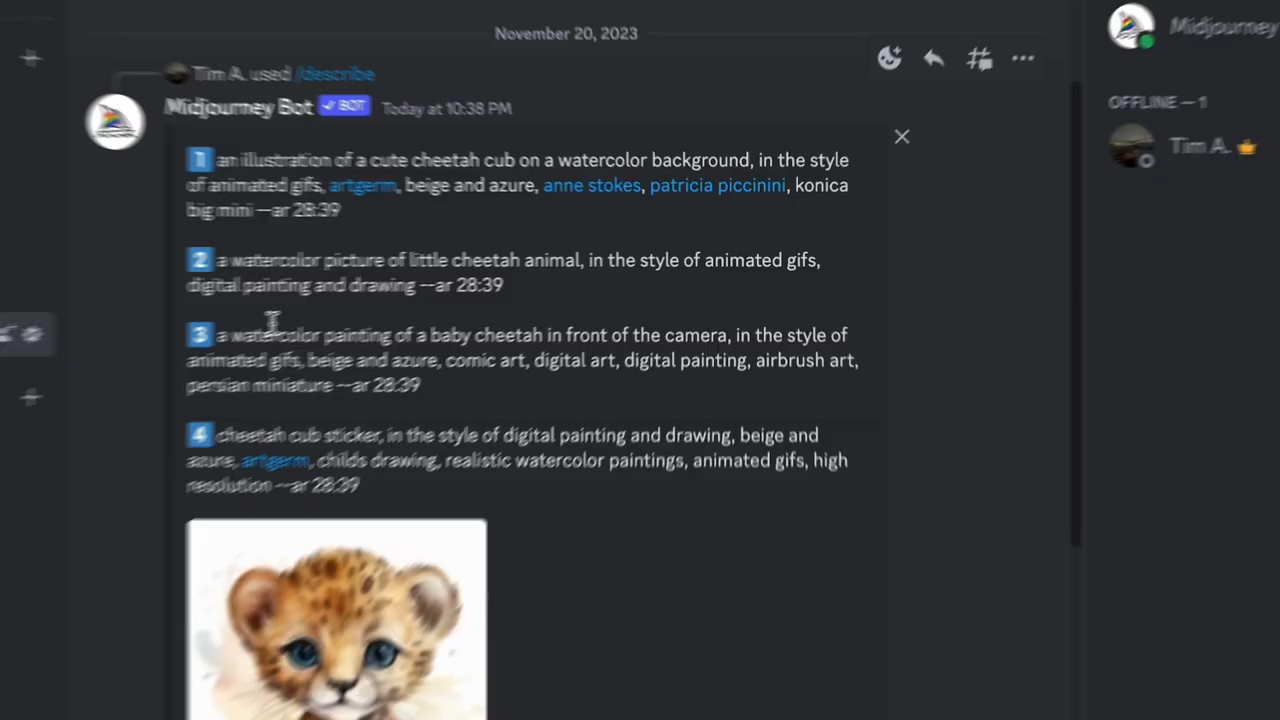 November 20, 2023
Midjourney
Tim A. used /describe
Midjourney Bot ✓ BOT Today at 10:38 PM
OFFLINE — 1
Tim A.
1 an illustration of a cute cheetah cub on a watercolor background, in the style
of animated gifs, artgerm, beige and azure, anne stokes, patricia piccinini, konica
big mini --ar 28:39
2 a watercolor picture of little cheetah animal, in the style of animated gifs,
digital painting and drawing --ar 28:39
3 a watercolor painting of a baby cheetah in front of the camera, in the style of
animated gifs, beige and azure, comic art, digital art, digital painting, airbrush art,
persian miniature --ar 28:39
4 cheetah cub sticker, in the style of digital painting and drawing, beige and
azure, artgerm, childs drawing, realistic watercolor paintings, animated gifs, high
resolution --ar 28:39